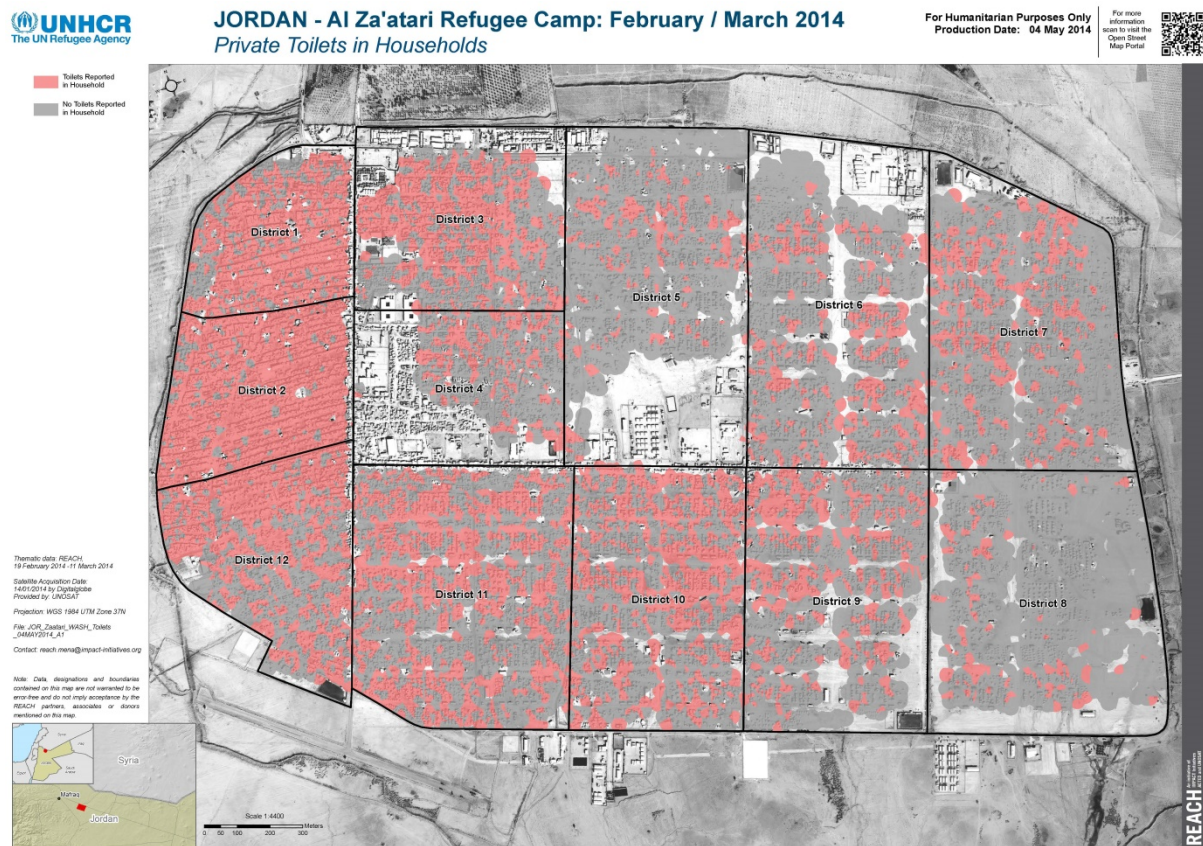 UNHCR
The UN Refugee Agency
JORDAN - Al Za'atari Refugee Camp: February / March 2014
Private Toilets in Households
For Humanitarian Purposes Only
Production Date: 04 May 2014
For more
information
scan to visit the
Open Street
Map Portal
Toilets Reported
in Household
No Toilets Reported
in Household
District 1
District 3
District 5
District 6
District 7
District 2
District 4
District 12
District 11
District 10
District 9
District 8
Thematic data: REACH,
19 February 2014 -11 March 2014
Satellite Acquisition Date:
14/01/2014 by Digitalglobe
Provided by: UNOSAT
Projection: WGS 1984 UTM Zone 37N
File: JOR_Zaatari_WASH_Toilets
_04MAY2014_A1
Contact: reach.mena@impact-initiatives.org
Note: Data, designations and boundaries
contained on this map are not warranted to be
error-free and do not imply acceptance by the
REACH partners, associates or donors
mentioned on this map.
Syria
Mafraq
Jordan
Scale 1:4400
Meters
0 50 100 200 300
REACH